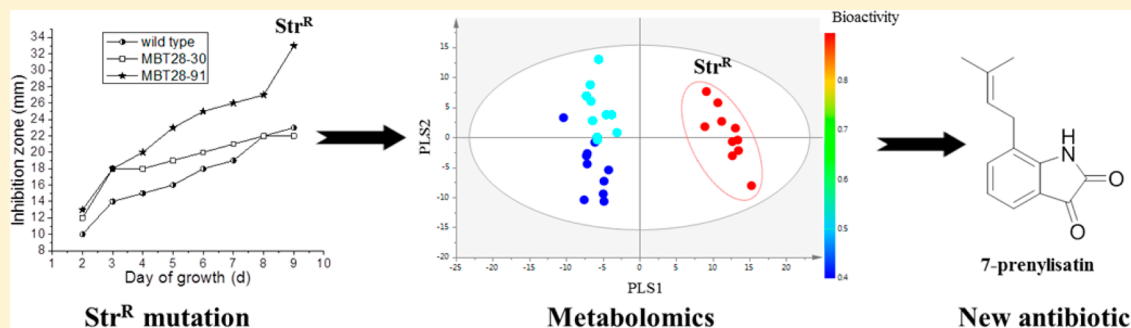 Str^R
wild type
MBT28-30
MBT28-91
34
32
30
28
26
24
22
20
18
16
14
12
10
8
Inhibition zone (mm)
1 2 3 4 5 6 7 8 9 10
Day of growth (d)
Str^R mutation
Bioactivity
Str^R
20
15
10
5
0
-5
-10
-15
-20
PLS2
-25 -20 -15 -10 -5 0 5 10 15 20
PLS1
0.8
0.7
0.6
0.5
0.4
Metabolomics
NH
O
O
7-prenylisatin
New antibiotic